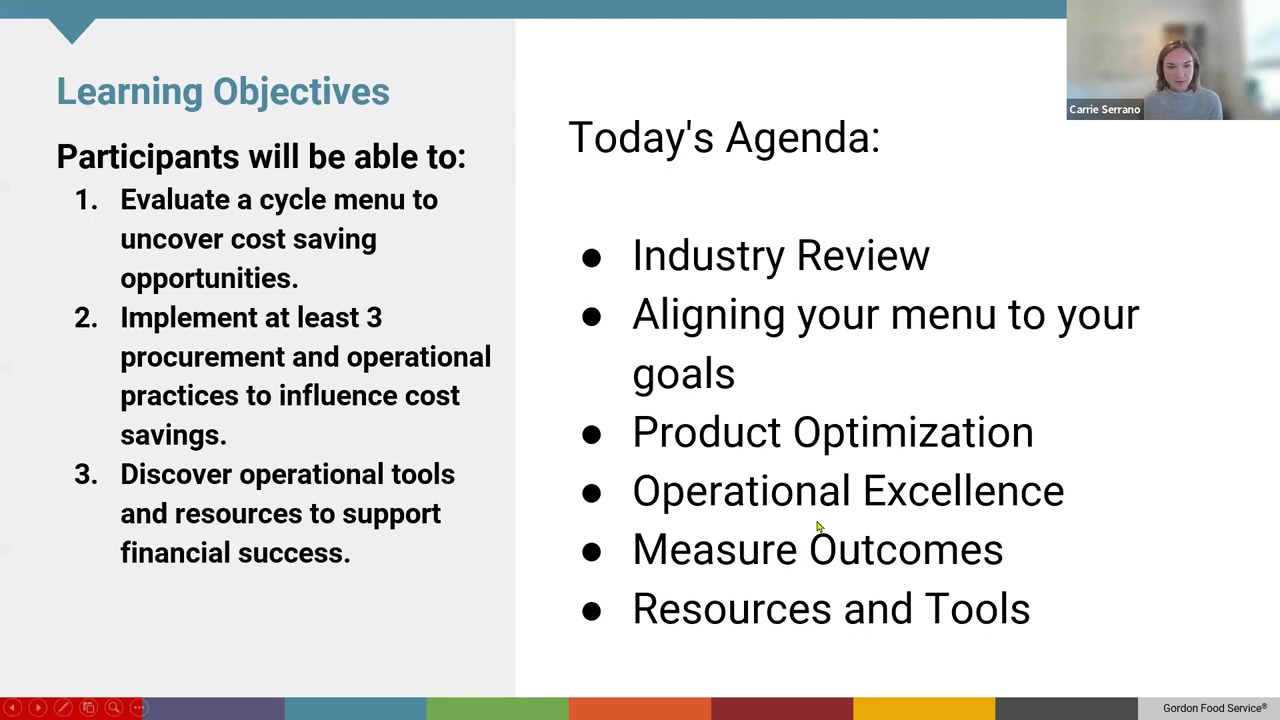 Learning Objectives
Participants will be able to:
1. Evaluate a cycle menu to
uncover cost saving
opportunities.
2. Implement at least 3
procurement and operational
practices to influence cost
savings.
3. Discover operational tools
and resources to support
financial success.
Today's Agenda:
● Industry Review
● Aligning your menu to your
goals
● Product Optimization
● Operational Excellence
● Measure Outcomes
● Resources and Tools
Carrie Serrano
Gordon Food Service®